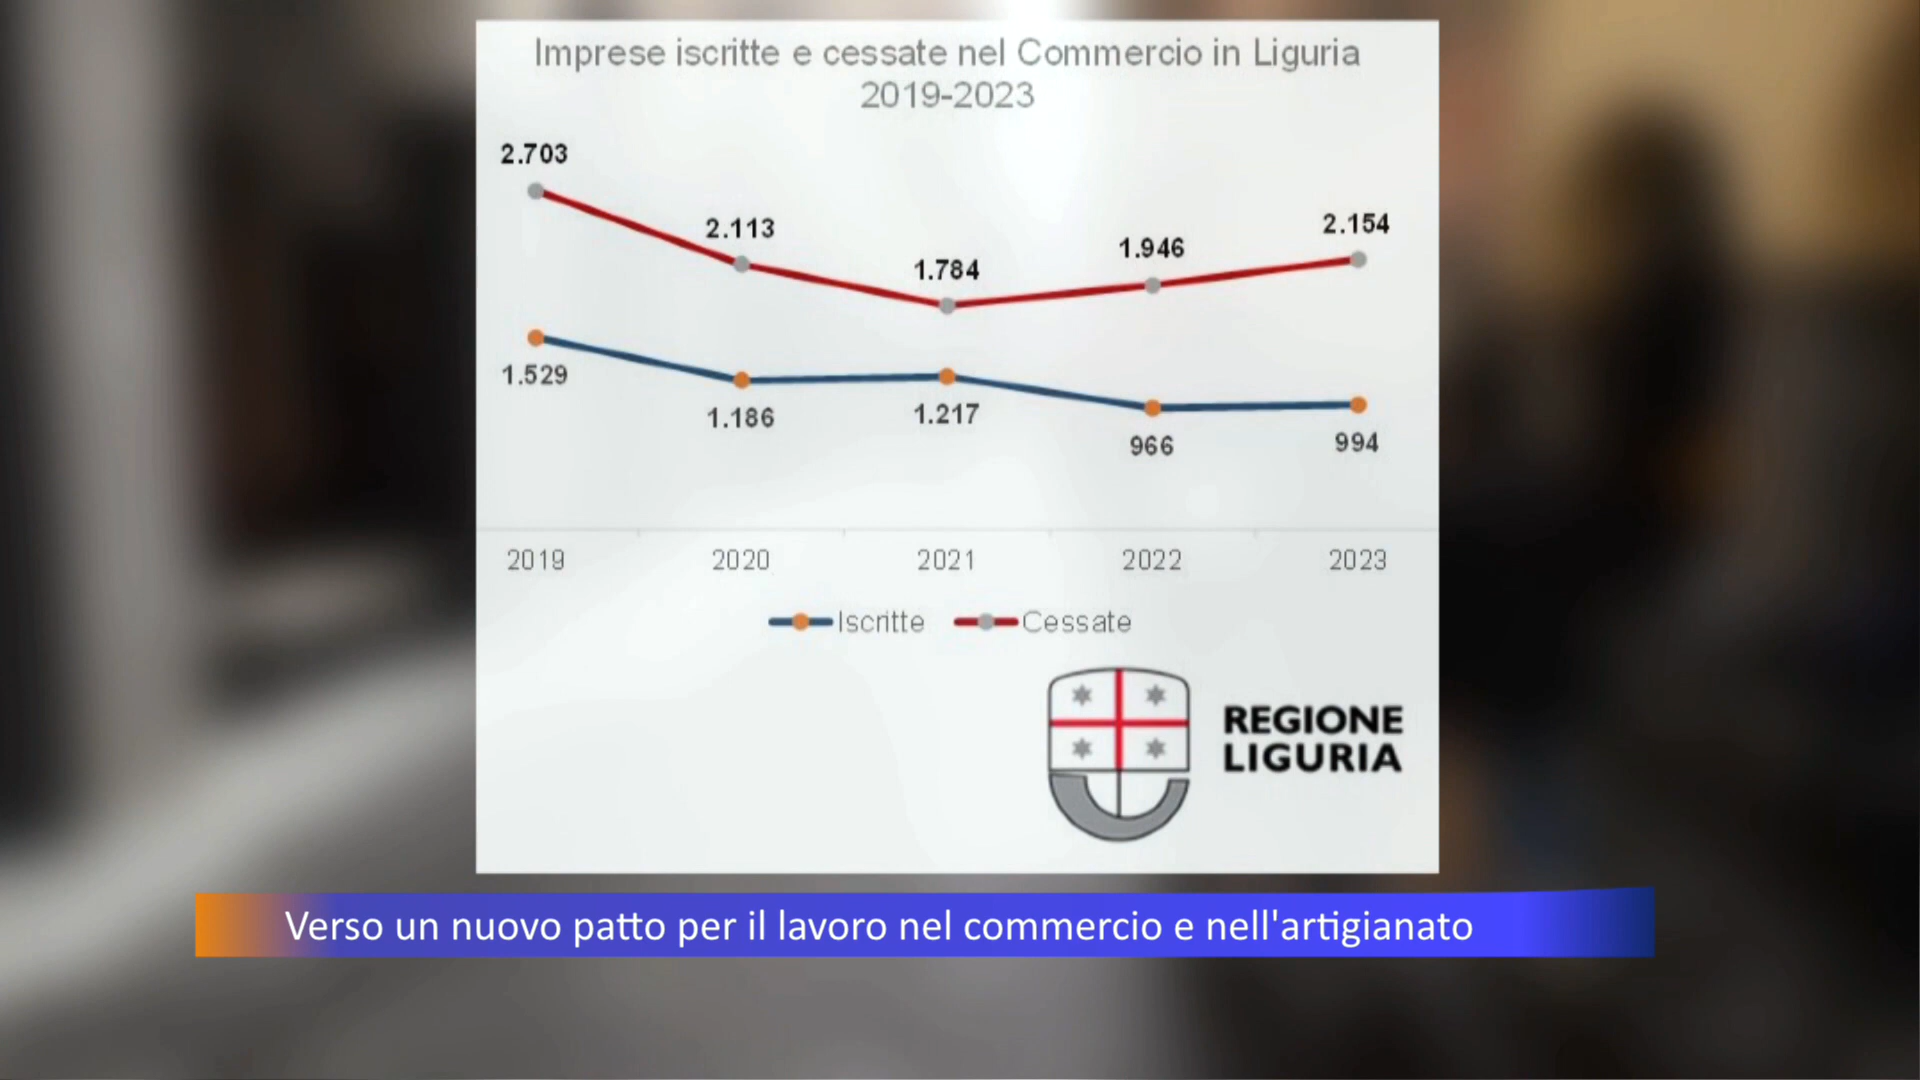 Imprese iscritte e cessate nel Commercio in Liguria
2019-2023
2.703
2.113
1.784
1.946
2.154
1.529
1.186
1.217
966
994
2019 2020 2021 2022 2023
Iscritte Cessate
REGIONE
LIGURIA
Verso un nuovo patto per il lavoro nel commercio e nell'artigianato